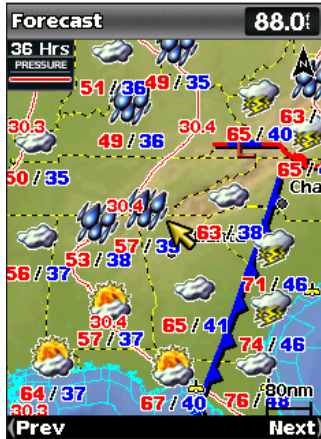 Forecast 88.0f
36 Hrs
PRESSURE
51 / 36 49 / 35
63 /
30.3
30.4
49 / 36
65 / 40
50 / 35
65 /
Cha
30.4
63 / 38
57 / 39
53 / 38
56 / 37
71 / 46
30.4
65 / 41
57 / 37
74 / 46
64 / 37
80nm
67 / 40
76 / 48
30.3
Prev Next